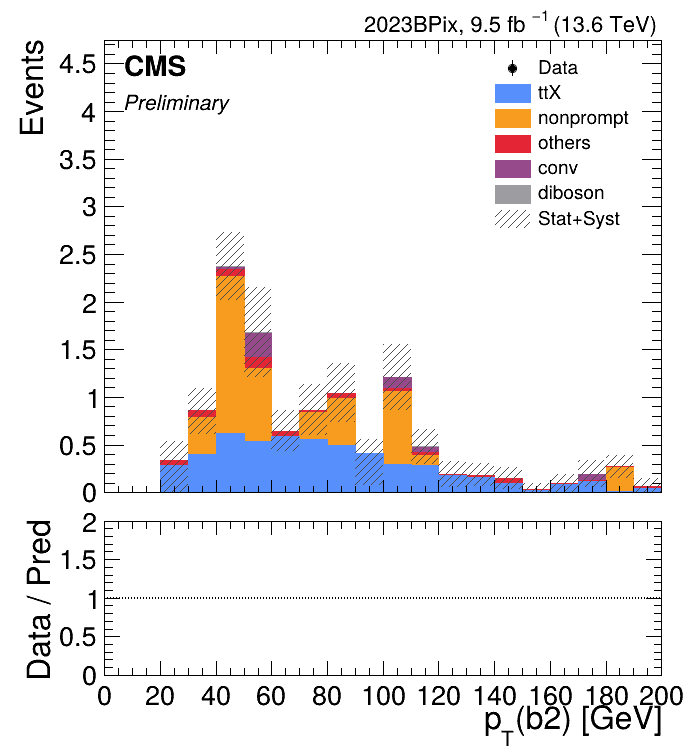 2023BPix, 9.5 fb⁻¹ (13.6 TeV)
CMS
Preliminary
Data
ttX
nonprompt
others
conv
diboson
Stat+Syst
Events
4.5
4
3.5
3
2.5
2
1.5
1
0.5
0
Data / Pred
2
1.5
1
0.5
0
0 20 40 60 80 100 120 140 160 180 200
p_T(b2) [GeV]